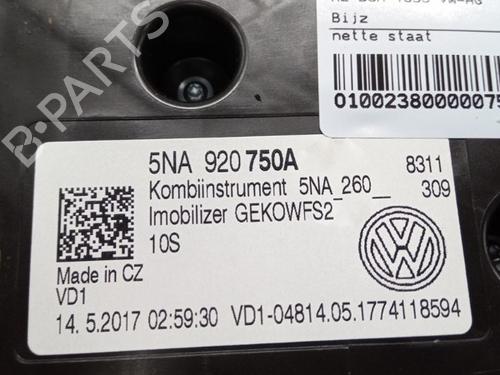 Bijz
nette staat
01002380000075
B-PARTS
5NA 920 750A
8311
Kombiinstrument 5NA_260__ 309
Imobilizer GEKOWFS2
10S
Made in CZ
VD1
14.5.2017 02:59:30 VD1-04814.05.1774118594